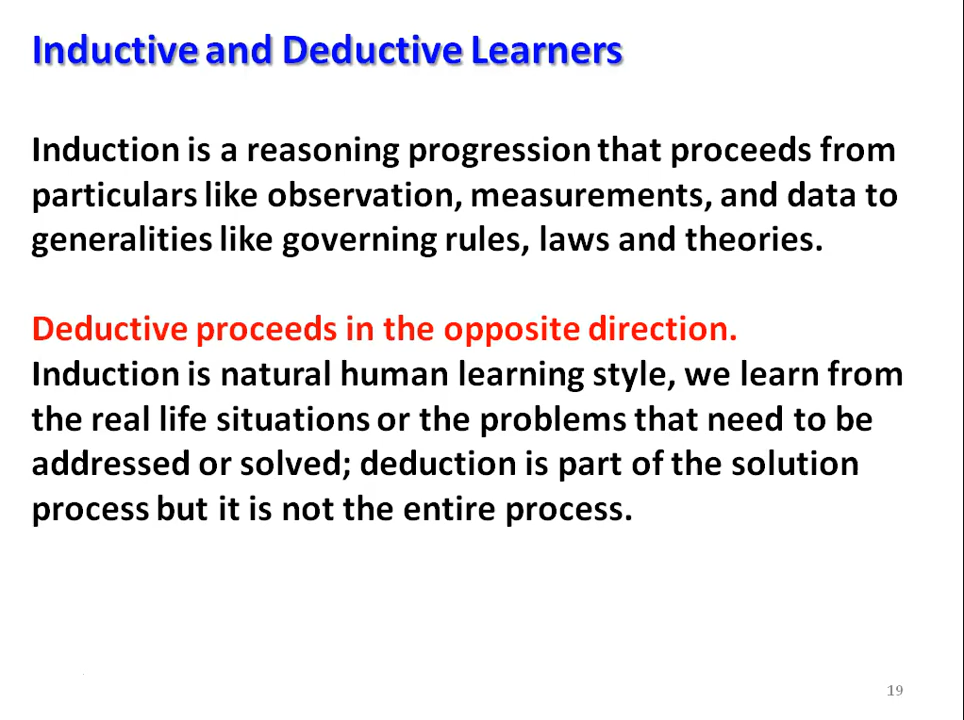 Inductive and Deductive Learners
Induction is a reasoning progression that proceeds from
particulars like observation, measurements, and data to
generalities like governing rules, laws and theories.
Deductive proceeds in the opposite direction.
Induction is natural human learning style, we learn from
the real life situations or the problems that need to be
addressed or solved; deduction is part of the solution
process but it is not the entire process.
19